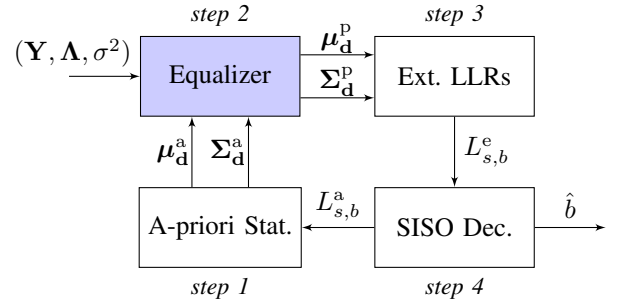 step 2 step 3
(Y, Λ, σ²) Equalizer μ_d^p Σ_d^p Ext. LLRs
μ_d^a Σ_d^a L_{s,b}^e
A-priori Stat. L_{s,b}^a SISO Dec. b̂
step 1 step 4